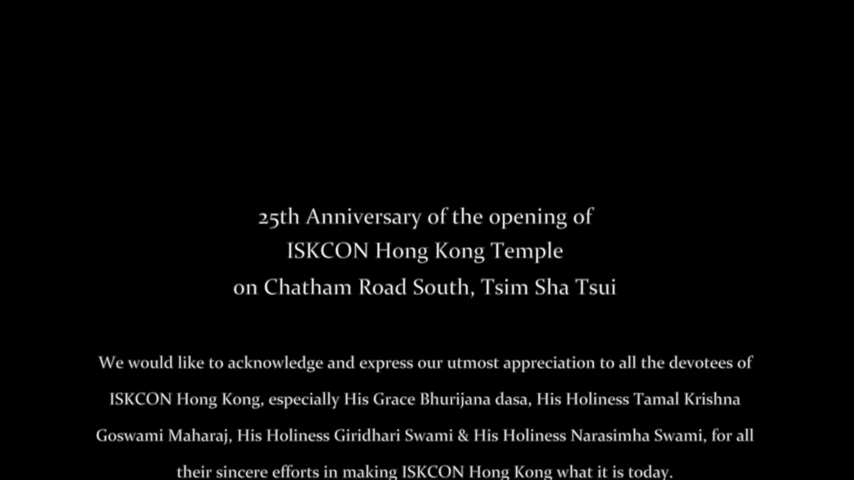 25th Anniversary of the opening of
ISKCON Hong Kong Temple
on Chatham Road South, Tsim Sha Tsui
We would like to acknowledge and express our utmost appreciation to all the devotees of
ISKCON Hong Kong, especially His Grace Bhurijana dasa, His Holiness Tamal Krishna
Goswami Maharaj, His Holiness Giridhari Swami & His Holiness Narasimha Swami, for all
their sincere efforts in making ISKCON Hong Kong what it is today.